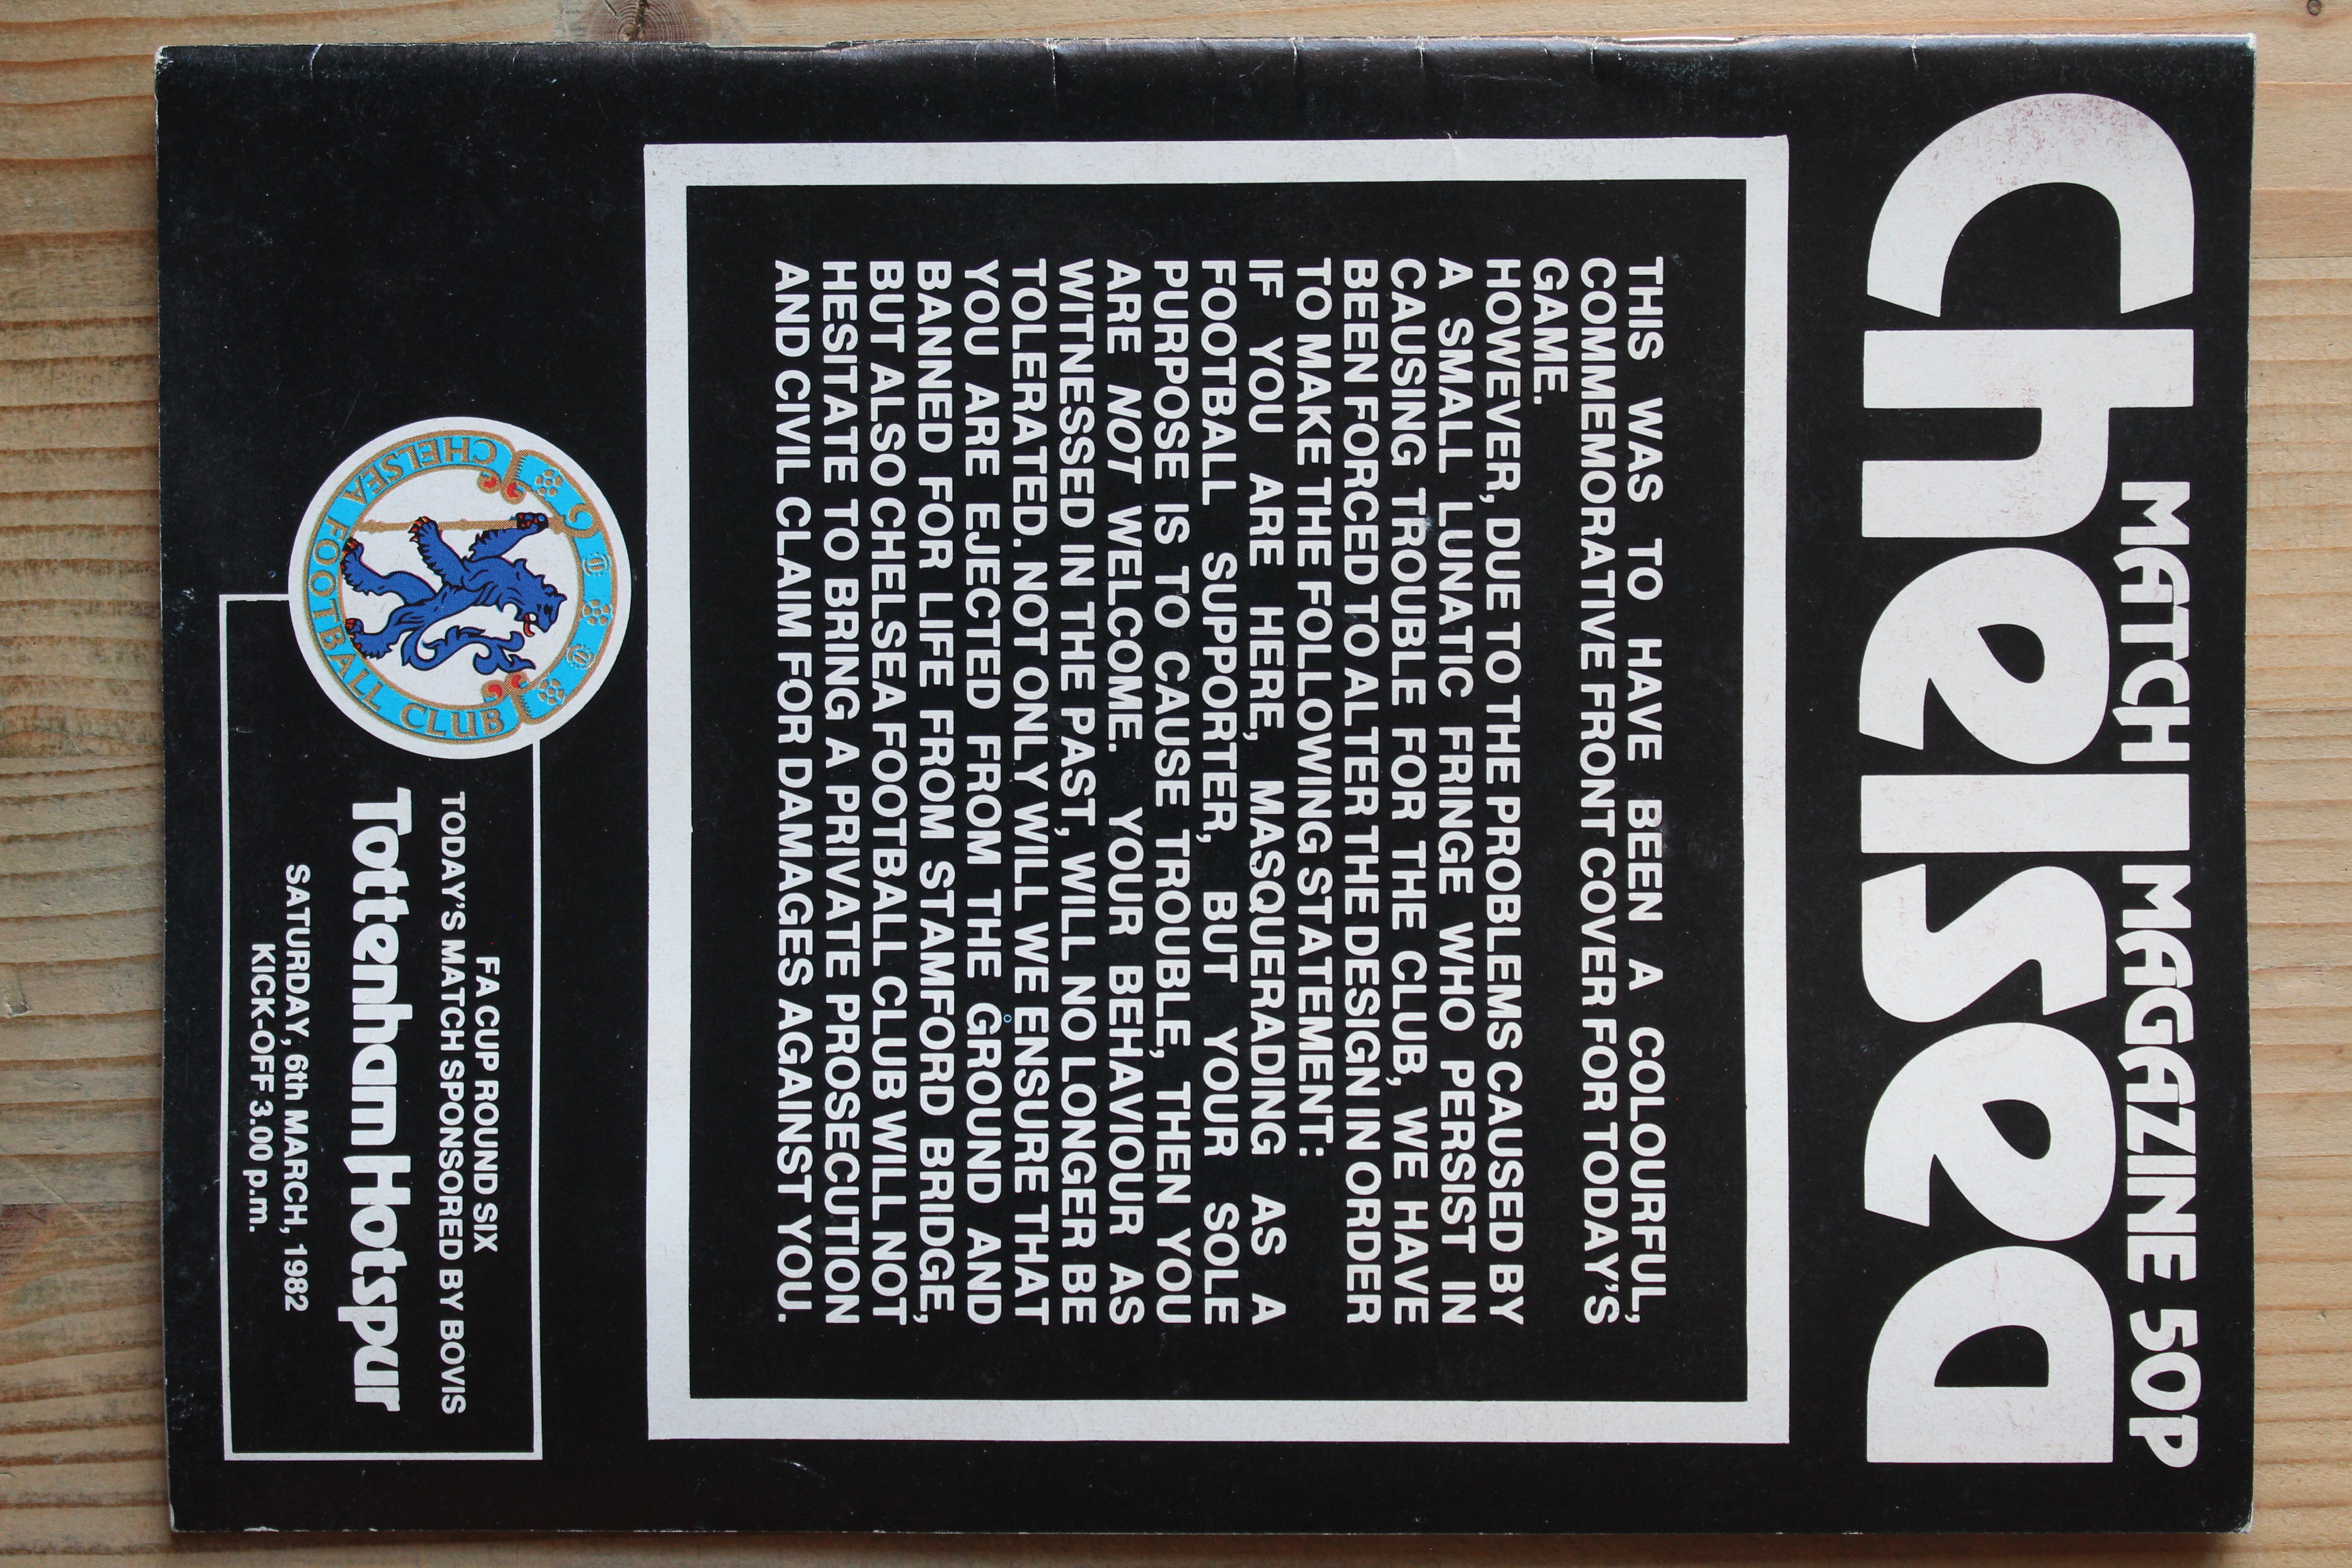 MATCH MAGAZINE 50P
chelsea
THIS WAS TO HAVE BEEN A COLOURFUL,
COMMEMORATIVE FRONT COVER FOR TODAY'S
GAME.
HOWEVER, DUE TO THE PROBLEMS CAUSED BY
A SMALL LUNATIC FRINGE WHO PERSIST IN
CAUSING TROUBLE FOR THE CLUB, WE HAVE
BEEN FORCED TO ALTER THE DESIGN IN ORDER
TO MAKE THE FOLLOWING STATEMENT:
IF YOU ARE HERE, MASQUERADING AS A
FOOTBALL SUPPORTER, BUT YOUR SOLE
PURPOSE IS TO CAUSE TROUBLE, THEN YOU
ARE NOT WELCOME. YOUR BEHAVIOUR AS
WITNESSED IN THE PAST, WILL NO LONGER BE
TOLERATED. NOT ONLY WILL WE ENSURE THAT
YOU ARE EJECTED FROM THE GROUND AND
BANNED FOR LIFE FROM STAMFORD BRIDGE,
BUT ALSO CHELSEA FOOTBALL CLUB WILL NOT
HESITATE TO BRING A PRIVATE PROSECUTION
AND CIVIL CLAIM FOR DAMAGES AGAINST YOU.
CHELSEA FOOTBALL CLUB
FA CUP ROUND SIX
TODAY'S MATCH SPONSORED BY BOVIS
Tottenham Hotspur
SATURDAY, 6th MARCH, 1982
KICK-OFF 3.00 p.m.